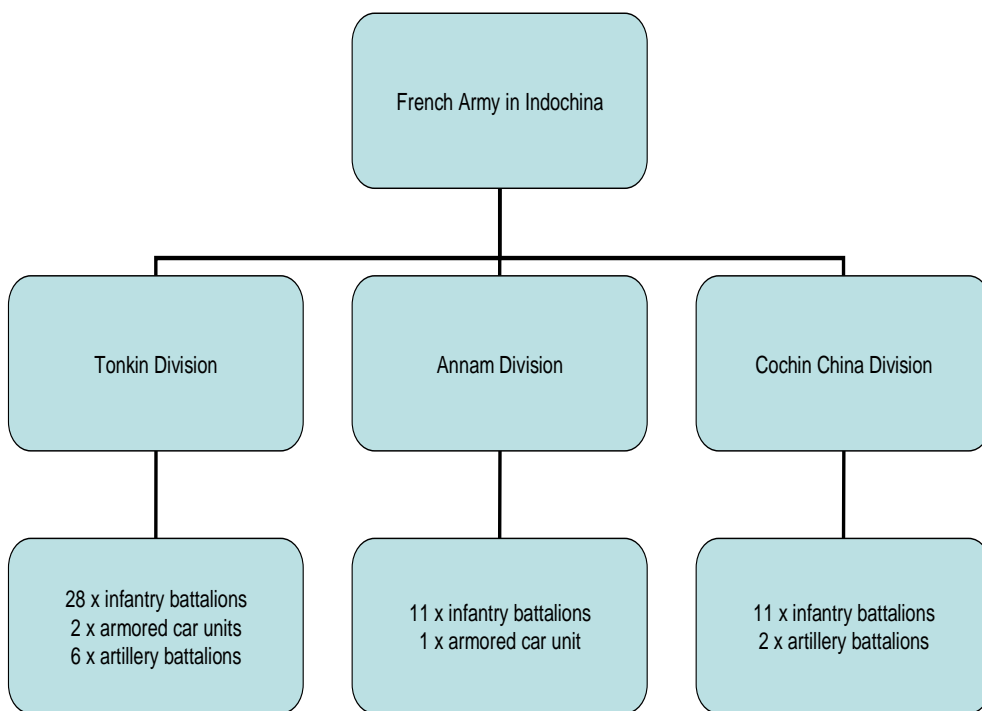 French Army in Indochina
Tonkin Division
Annam Division
Cochin China Division
28 x infantry battalions
2 x armored car units
6 x artillery battalions
11 x infantry battalions
1 x armored car unit
11 x infantry battalions
2 x artillery battalions